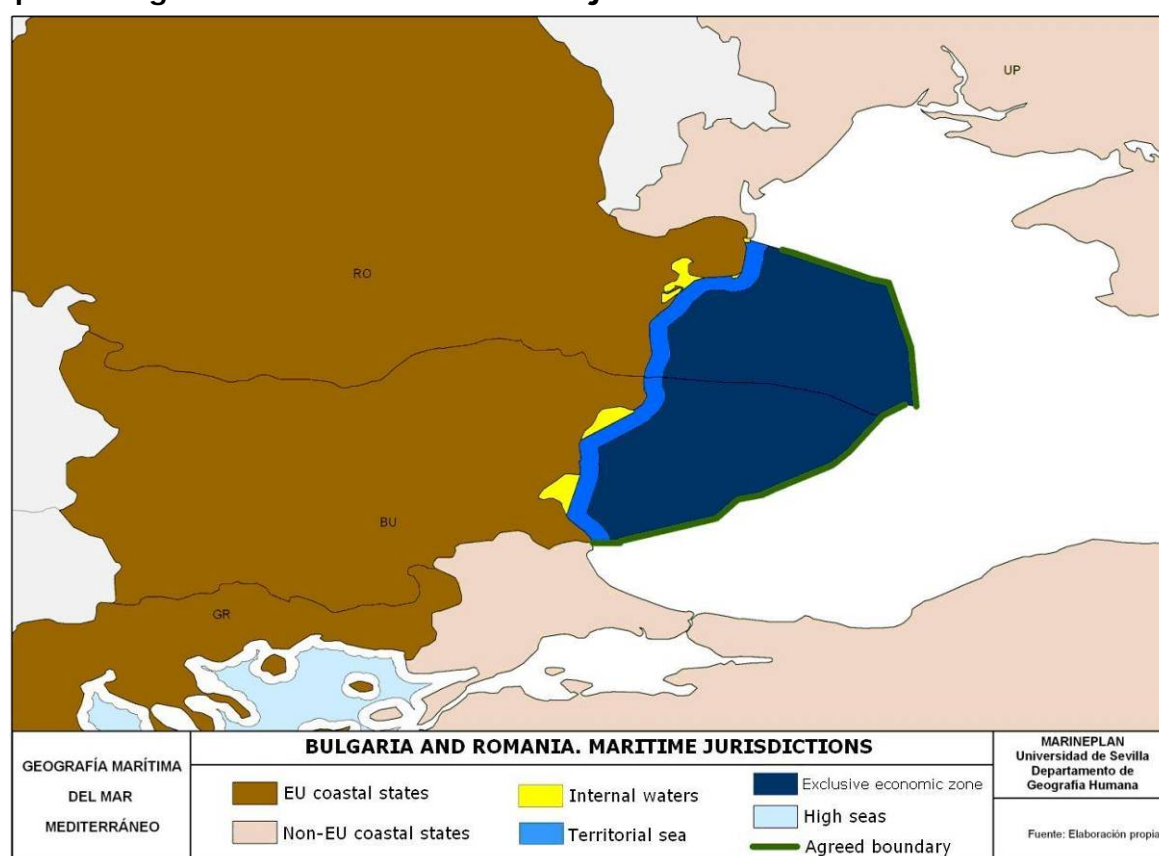 UP
RO
BU
GR
GEOGRAFÍA MARÍTIMA
DEL MAR
MEDITERRÁNEO
BULGARIA AND ROMANIA. MARITIME JURISDICTIONS
EU coastal states
Non-EU coastal states
Internal waters
Territorial sea
Exclusive economic zone
High seas
Agreed boundary
MARINEPLAN
Universidad de Sevilla
Departamento de
Geografia Humana
Fuente: Elaboración propia